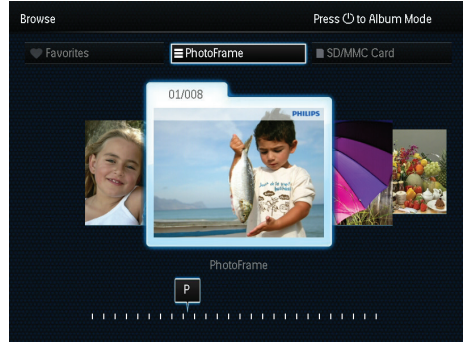 Browse
Press ⏻ to Album Mode
Favorites
PhotoFrame
SD/MMC Card
01/008
PHILIPS
PhotoFrame
P